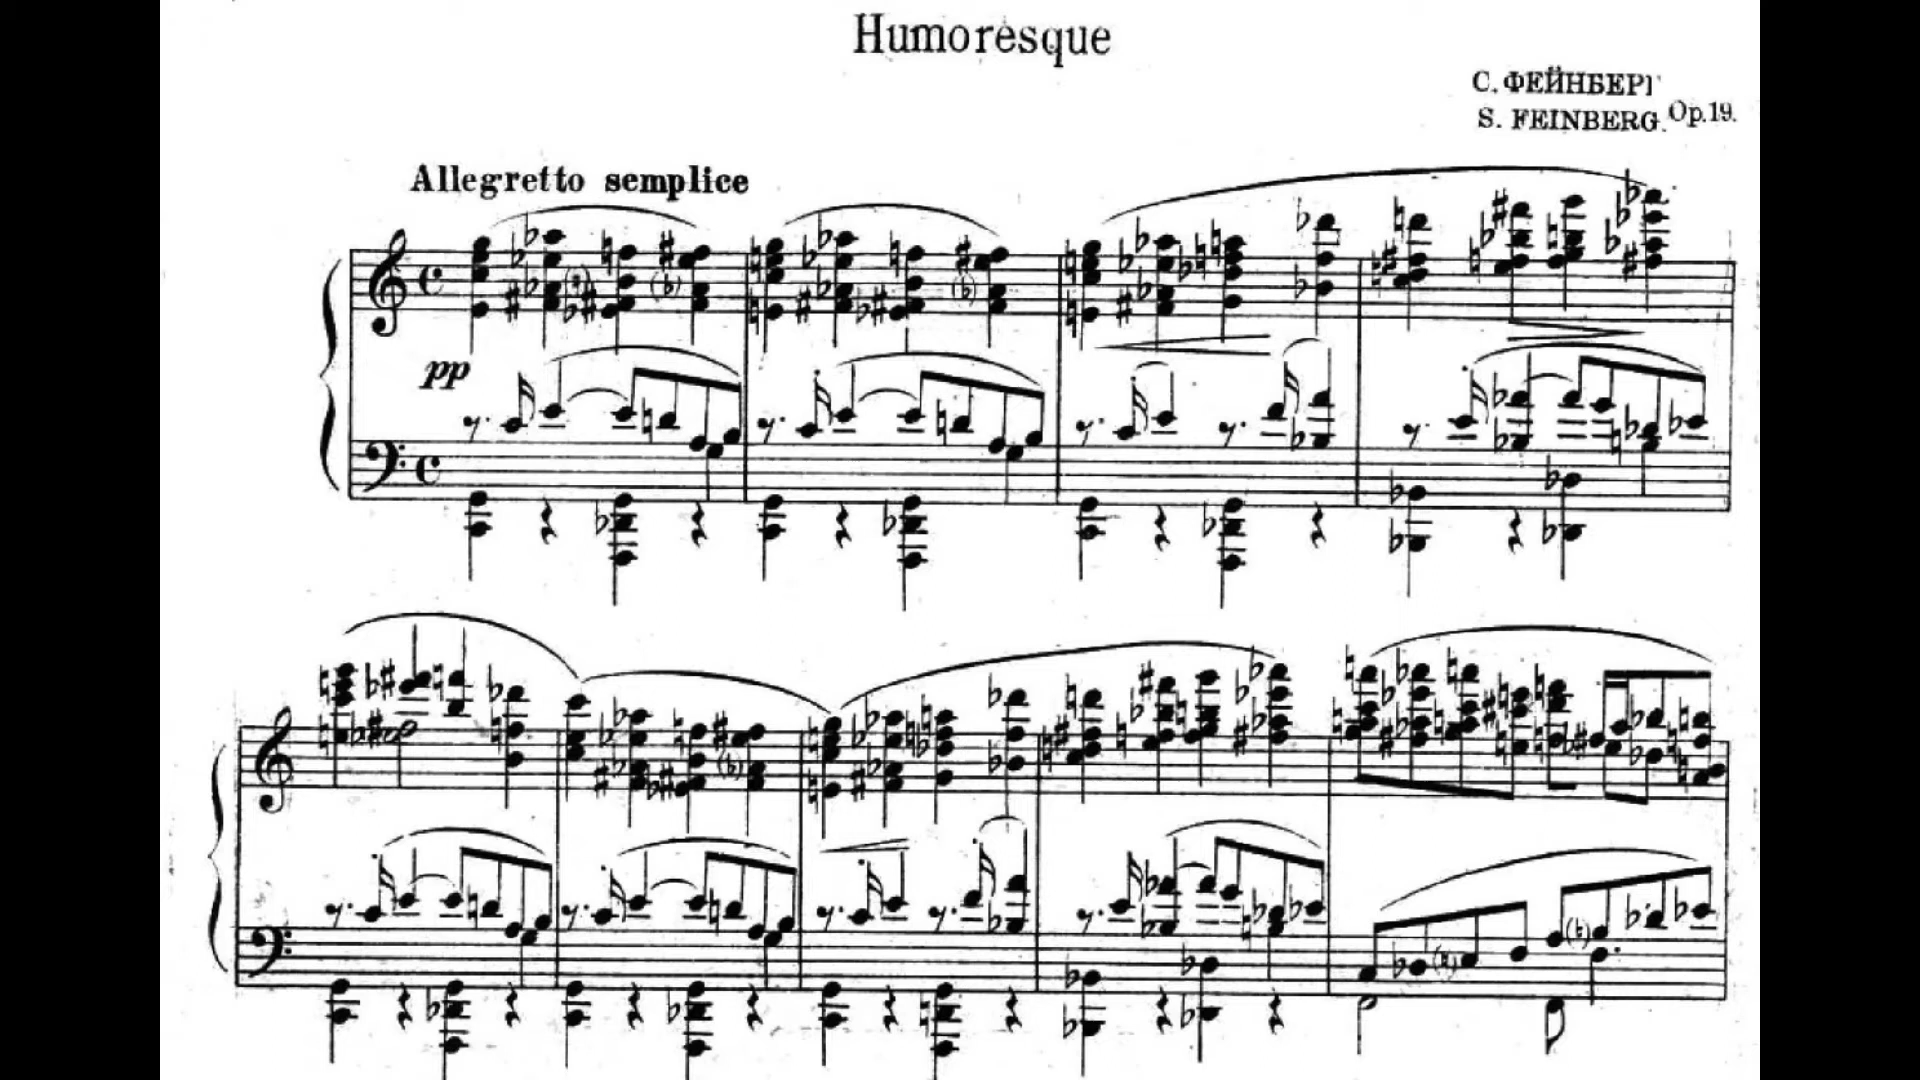 Humoresque
С. ФЕЙНБЕРГ
S. FEINBERG. Op.19.
Allegretto semplice
pp